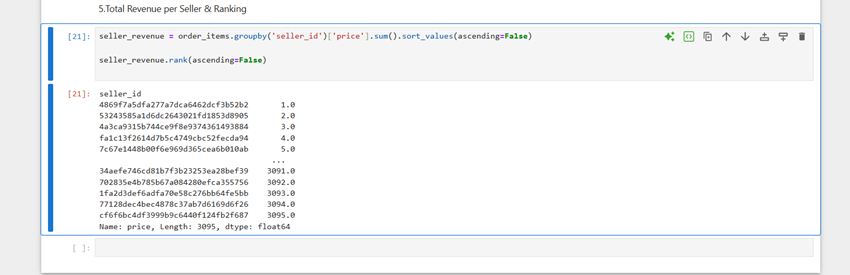 5.Total Revenue per Seller & Ranking
[21]: seller_revenue = order_items.groupby('seller_id')['price'].sum().sort_values(ascending=False)
seller_revenue.rank(ascending=False)
[21]: seller_id
4869f7a5dfa277a7dca6462dcf3b52b2 1.0
53243585a1d6dc2643021fd1853d8905 2.0
4a3ca9315b744ce9f8e9374361493884 3.0
fa1c13f2614d7b5c4749cbc52fecda94 4.0
7c67e1448b00f6e969d365cea6b010ab 5.0
...
34aefe746cd81b7f3b23253ea28bef39 3091.0
702835e4b785b67a084280efca355756 3092.0
1fa2d3def6adfa70e58c276bb64fe5bb 3093.0
77128dec4bec4878c37ab7d6169d6f26 3094.0
cf6f6bc4df3999b9c6440f124fb2f687 3095.0
Name: price, Length: 3095, dtype: float64
[ ]: